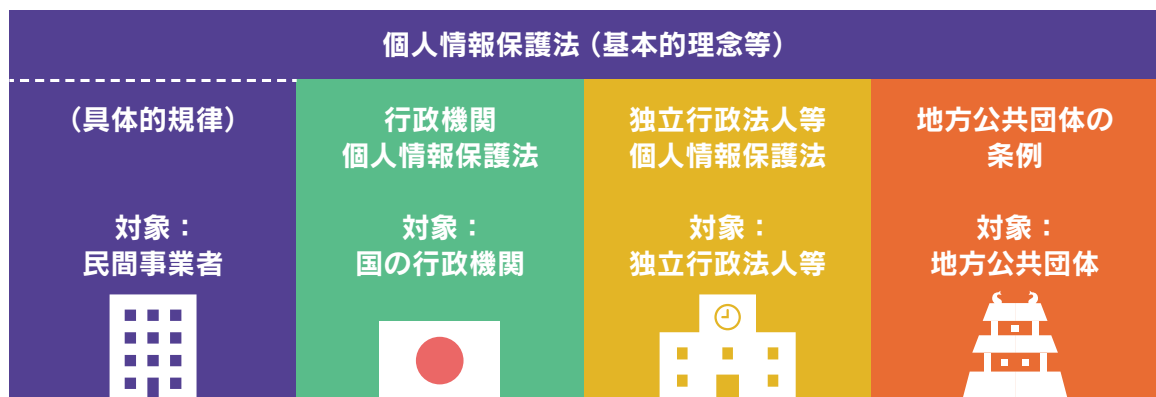 個人情報保護法（基本的理念等）
（具体的規律）
対象：
民間事業者
行政機関
個人情報保護法
対象：
国の行政機関
独立行政法人等
個人情報保護法
対象：
独立行政法人等
地方公共団体の
条例
対象：
地方公共団体